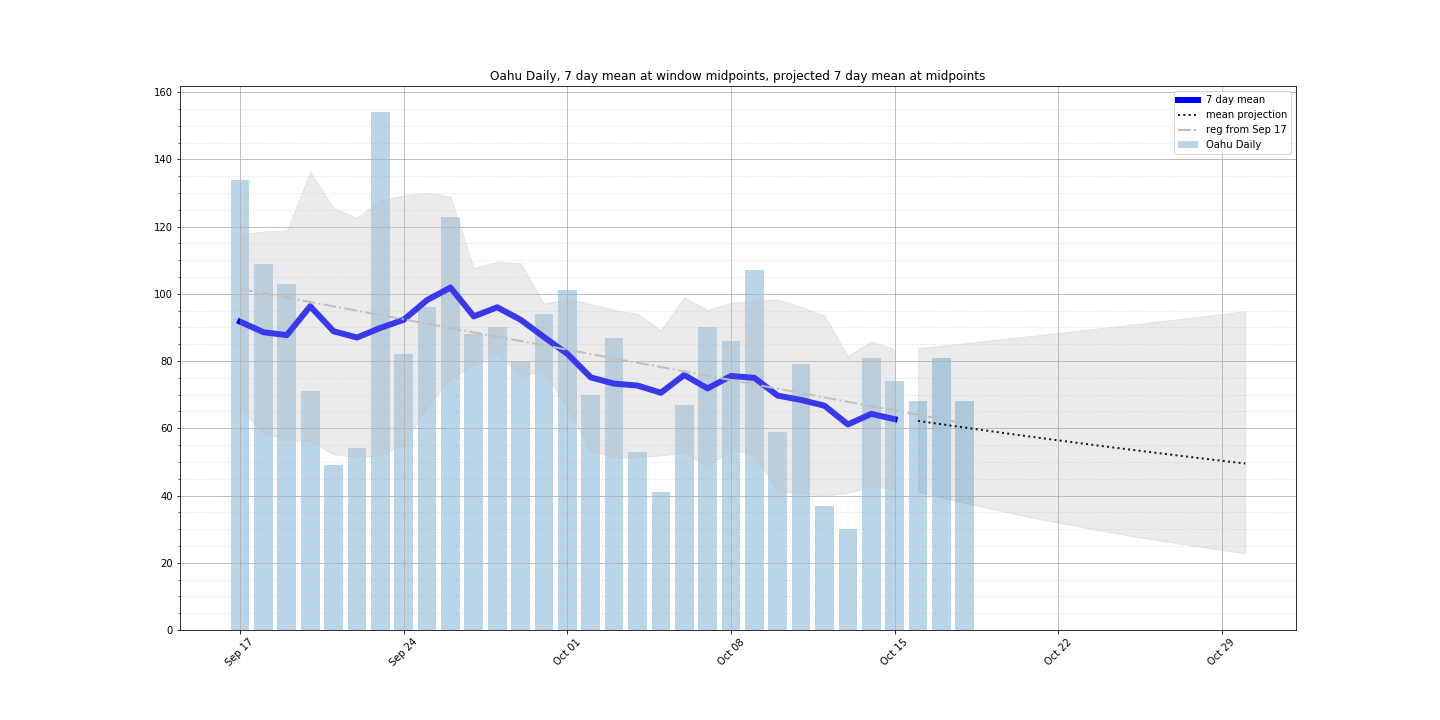 Oahu Daily, 7 day mean at window midpoints, projected 7 day mean at midpoints
160
140
120
100
80
60
40
20
0
7 day mean
mean projection
reg from Sep 17
Oahu Daily
Sep 17
Sep 24
Oct 01
Oct 08
Oct 15
Oct 22
Oct 29